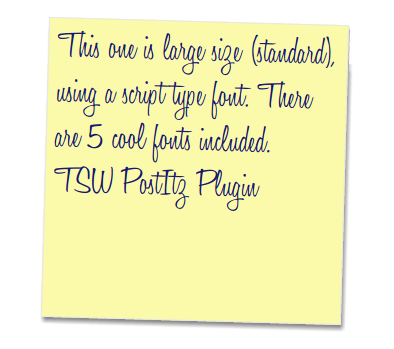 This one is large size (standard),
using a script type font. There
are 5 cool fonts included.
TSW PostItz Plugin